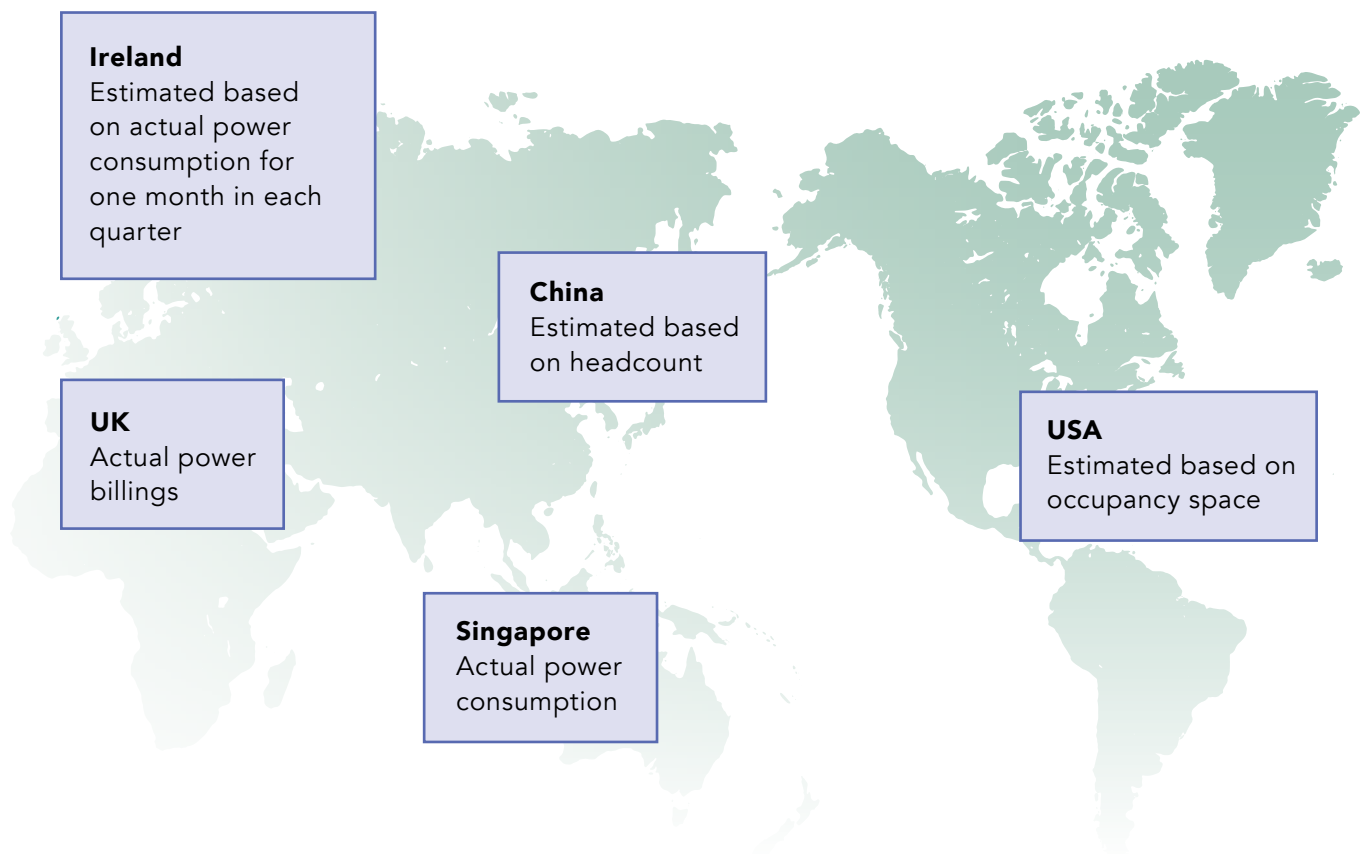 Ireland
Estimated based
on actual power
consumption for
one month in each
quarter
China
Estimated based
on headcount
UK
Actual power
billings
USA
Estimated based on
occupancy space
Singapore
Actual power
consumption